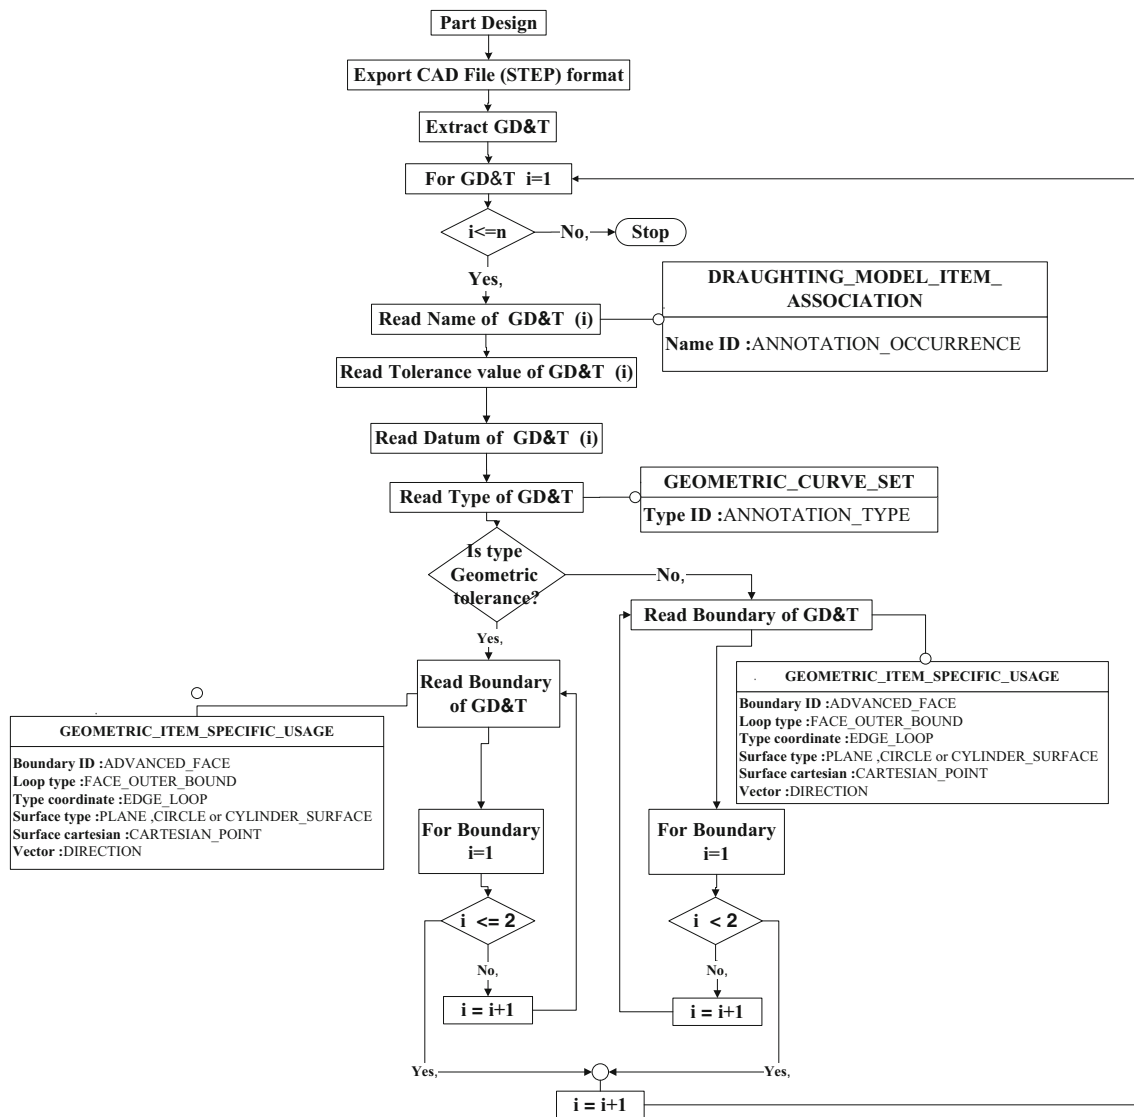 Part Design
Export CAD File (STEP) format
Extract GD&T
For GD&T i=1
i<=n
No,
Stop
Yes,
DRAUGHTING_MODEL_ITEM_
ASSOCIATION
Name ID :ANNOTATION_OCCURRENCE
Read Name of GD&T (i)
Read Tolerance value of GD&T (i)
Read Datum of GD&T (i)
Read Type of GD&T
GEOMETRIC_CURVE_SET
Type ID :ANNOTATION_TYPE
Is type
Geometric
tolerance?
No,
Yes,
Read Boundary of GD&T
Read Boundary
of GD&T
GEOMETRIC_ITEM_SPECIFIC_USAGE
Boundary ID :ADVANCED_FACE
Loop type :FACE_OUTER_BOUND
Type coordinate :EDGE_LOOP
Surface type :PLANE ,CIRCLE or CYLINDER_SURFACE
Surface cartesian :CARTESIAN_POINT
Vector :DIRECTION
GEOMETRIC_ITEM_SPECIFIC_USAGE
Boundary ID :ADVANCED_FACE
Loop type :FACE_OUTER_BOUND
Type coordinate :EDGE_LOOP
Surface type :PLANE ,CIRCLE or CYLINDER_SURFACE
Surface cartesian :CARTESIAN_POINT
Vector :DIRECTION
For Boundary
i=1
For Boundary
i=1
i <= 2
i < 2
No,
No,
i = i+1
i = i+1
Yes,
Yes,
i = i+1